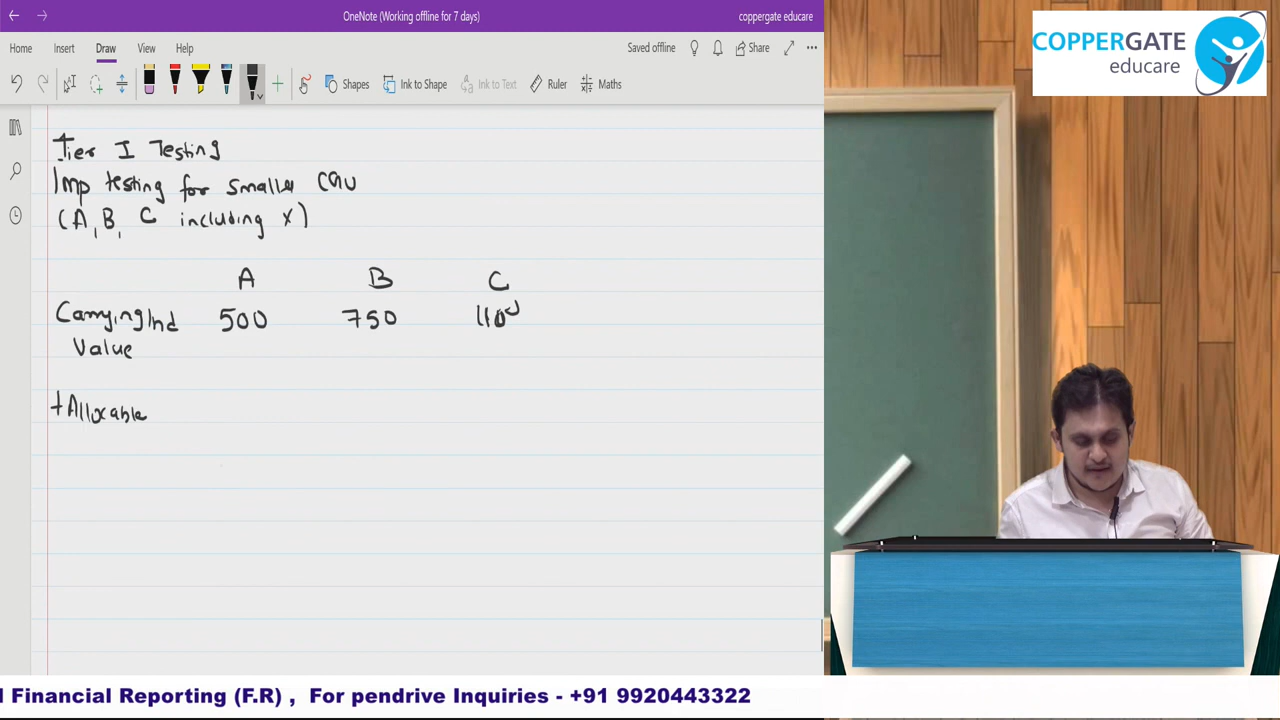 OneNote (Working offline for 7 days)
coppergate educare
Home Insert Draw View Help
Saved offline
Share
Shapes
Ink to Shape
Ink to Text
Ruler
Maths
COPPERGATE
educare
Tier I Testing
Imp testing for smaller CGU
(A, B, C including X)
A B C
Carrying Ind 500 750 1100
Value
+ Allocable
l Financial Reporting (F.R) , For pendrive Inquiries - +91 9920443322